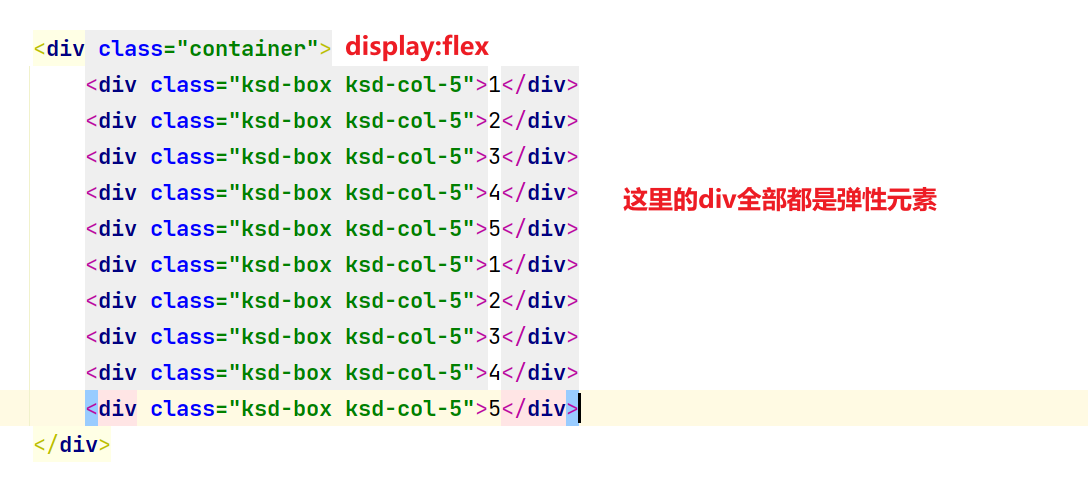 <div class="container"> display:flex
<div class="ksd-box ksd-col-5">1</div>
<div class="ksd-box ksd-col-5">2</div>
<div class="ksd-box ksd-col-5">3</div>
<div class="ksd-box ksd-col-5">4</div>
这里的div全部都是弹性元素
<div class="ksd-box ksd-col-5">5</div>
<div class="ksd-box ksd-col-5">1</div>
<div class="ksd-box ksd-col-5">2</div>
<div class="ksd-box ksd-col-5">3</div>
<div class="ksd-box ksd-col-5">4</div>
<div class="ksd-box ksd-col-5">5</div>
</div>